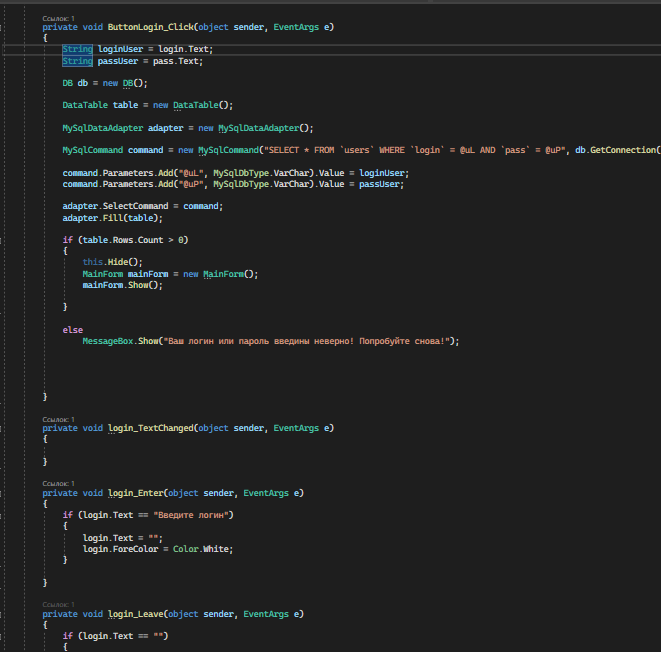 Ссылок: 1
private void ButtonLogin_Click(object sender, EventArgs e)
{
String loginUser = login.Text;
String passUser = pass.Text;
DB db = new DB();
DataTable table = new DataTable();
MySqlDataAdapter adapter = new MySqlDataAdapter();
MySqlCommand command = new MySqlCommand("SELECT * FROM `users` WHERE `login` = @uL AND `pass` = @uP", db.GetConnection(
command.Parameters.Add("@uL", MySqlDbType.VarChar).Value = loginUser;
command.Parameters.Add("@uP", MySqlDbType.VarChar).Value = passUser;
adapter.SelectCommand = command;
adapter.Fill(table);
if (table.Rows.Count > 0)
{
this.Hide();
MainForm mainForm = new MainForm();
mainForm.Show();
}
else
MessageBox.Show("Ваш логин или пароль введины неверно! Попробуйте снова!");
}
Ссылок: 1
private void login_TextChanged(object sender, EventArgs e)
{
}
Ссылок: 1
private void login_Enter(object sender, EventArgs e)
{
if (login.Text == "Введите логин")
{
login.Text = "";
login.ForeColor = Color.White;
}
}
Ссылок: 1
private void login_Leave(object sender, EventArgs e)
{
if (login.Text == "")
{